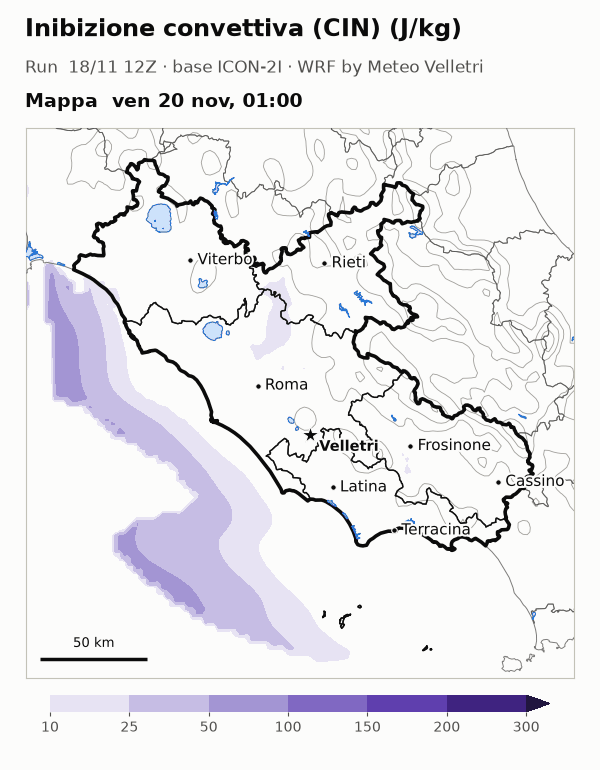 Inibizione convettiva (CIN) (J/kg)
Run  18/11 12Z · base ICON-2I · WRF by Meteo Velletri
Mappa  ven 20 nov, 01:00
Viterbo
Rieti
Roma
Velletri
Frosinone
Cassino
Latina
Terracina
50 km
10 25 50 100 150 200 300